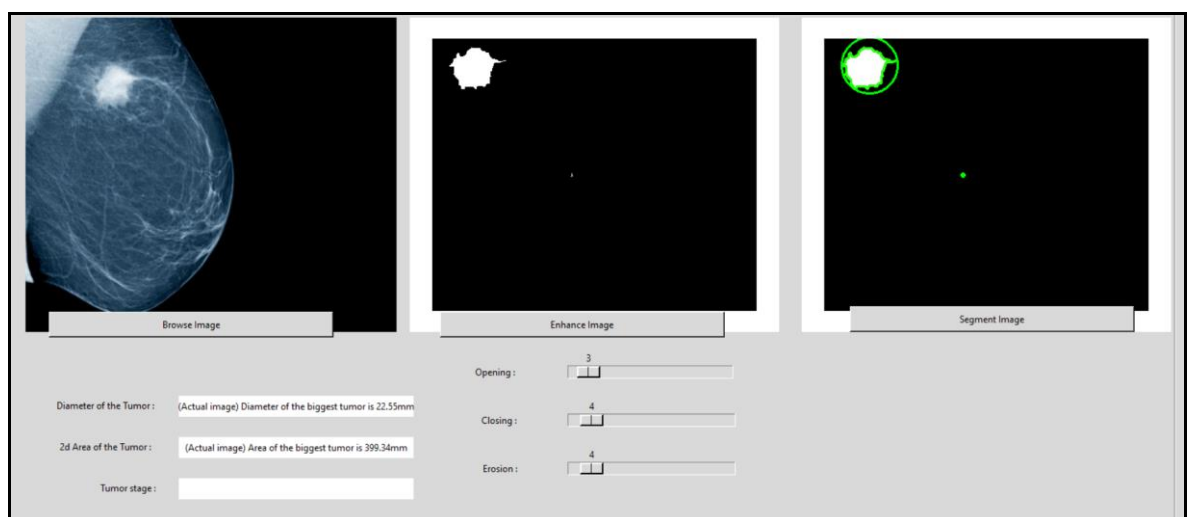 Browse Image
Enhance Image
Segment Image
3
Opening :
Diameter of the Tumor :
(Actual image) Diameter of the biggest tumor is 22.55mm
4
Closing :
2d Area of the Tumor :
(Actual image) Area of the biggest tumor is 399.34mm
4
Erosion :
Tumor stage :